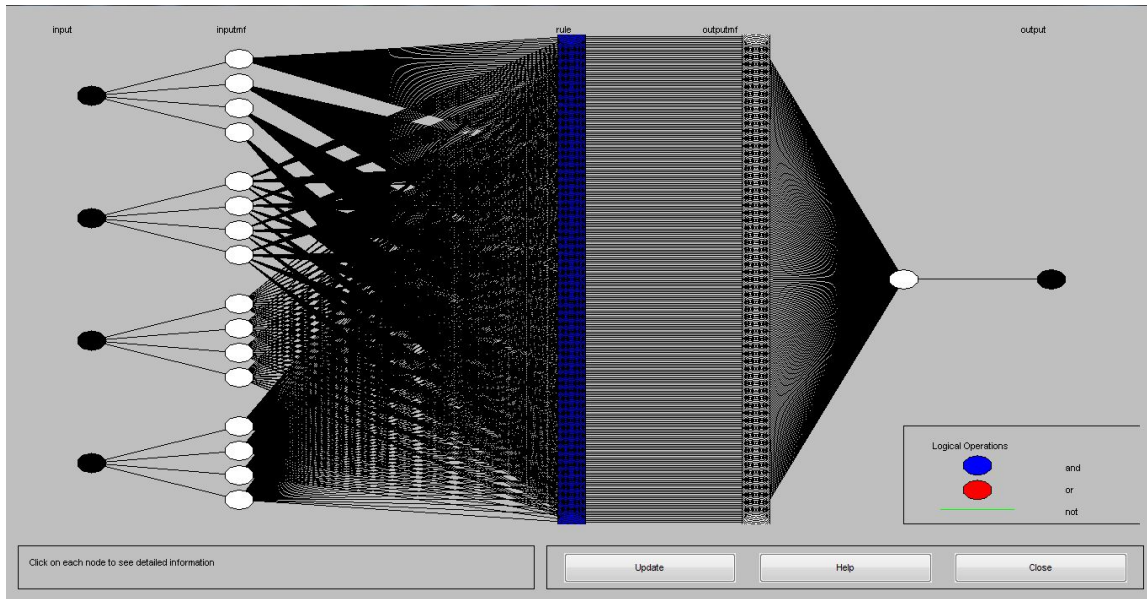 input
inputmf
rule
outputmf
output
Logical Operations
and
or
not
Click on each node to see detailed information
Update
Help
Close